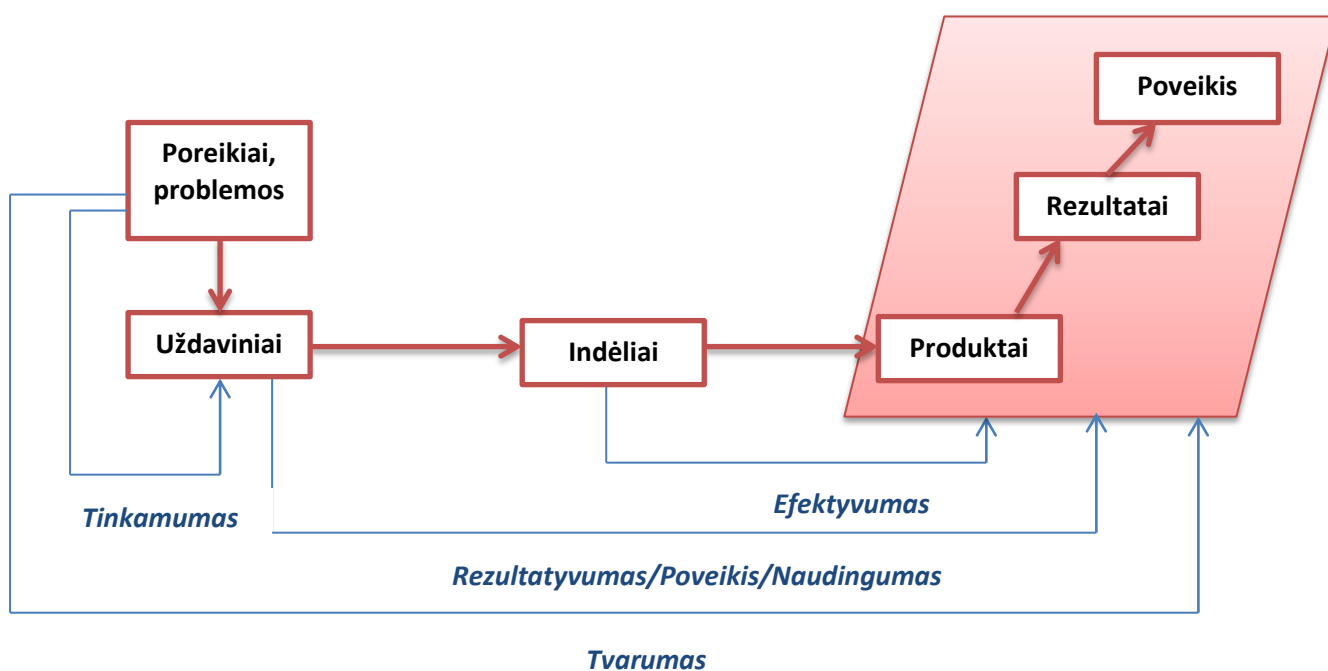 Poveikis
Poreikiai,
problemos
Rezultatai
Uždaviniai
Indėliai
Produktai
Tinkamumas
Efektyvumas
Rezultatyvumas/Poveikis/Naudingumas
Tvarumas